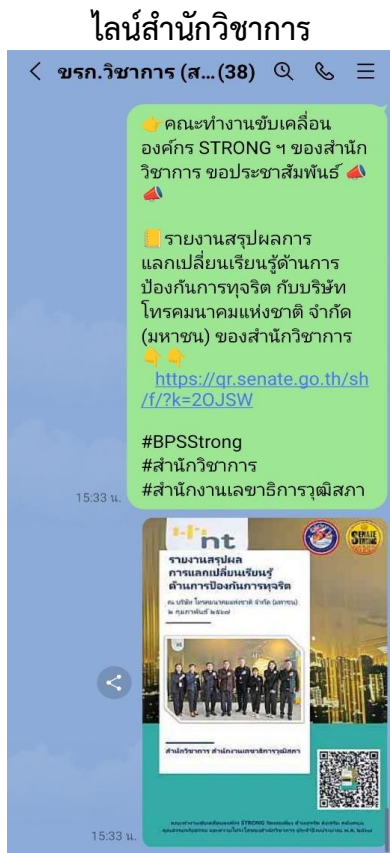 ไลน์สำนักวิชาการ
ขรก.วิชาการ (ส...(38)
👉คณะทำงานขับเคลื่อน
องค์กร STRONG ฯ ของสำนัก
วิชาการ ขอประชาสัมพันธ์ 📣
📣
📒รายงานสรุปผลการ
แลกเปลี่ยนเรียนรู้ด้านการ
ป้องกันการทุจริต กับบริษัท
โทรคมนาคมแห่งชาติ จำกัด
(มหาชน) ของสำนักวิชาการ
👇👇
https://qr.senate.go.th/sh
/f/?k=2OJSW
#BPSStrong
#สำนักวิชาการ
#สำนักงานเลขาธิการวุฒิสภา
15:33 น.
nt
SENATE
STRONG
รายงานสรุปผล
การแลกเปลี่ยนเรียนรู้
ด้านการป้องกันการทุจริต
ณ บริษัท โทรคมนาคมแห่งชาติ จำกัด (มหาชน)
๒ กุมภาพันธ์ ๒๕๖๗
สำนักวิชาการ สำนักงานเลขาธิการวุฒิสภา
15:33 น.